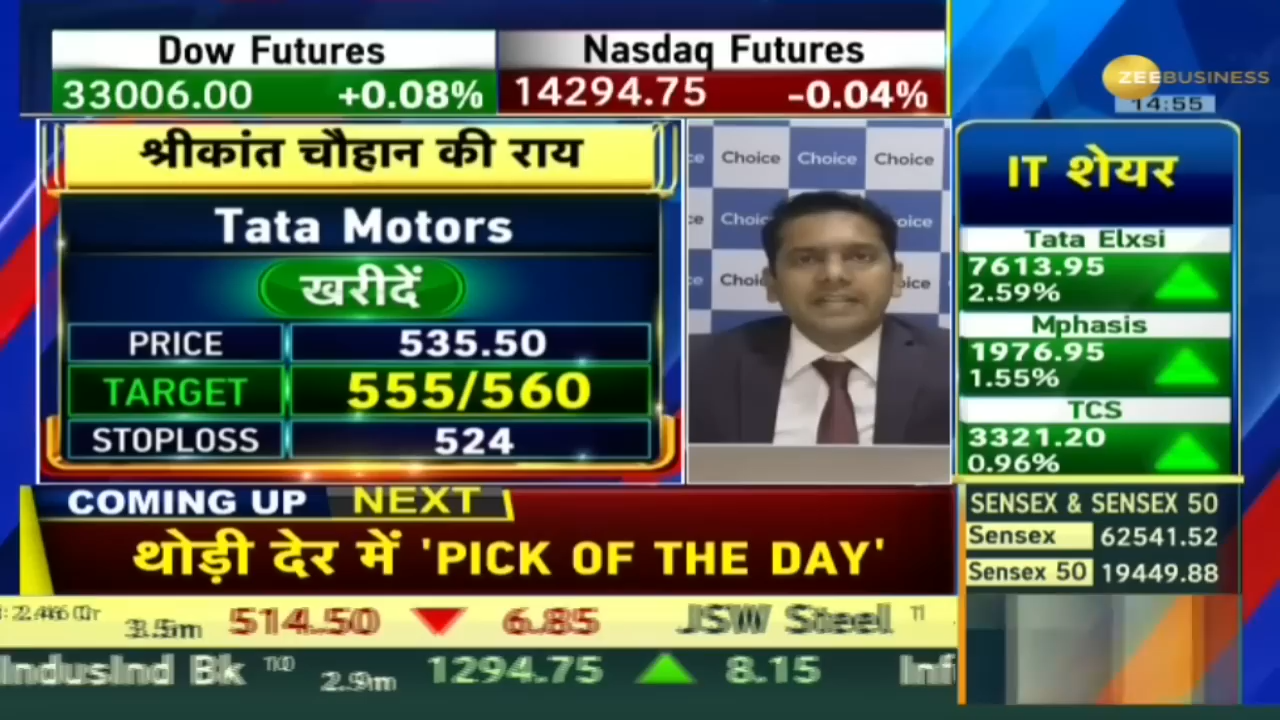 Dow Futures
33006.00 +0.08%
Nasdaq Futures
14294.75 -0.04%
ZEEBUSINESS
14:55
श्रीकांत चौहान की राय
Tata Motors
खरीदें
PRICE 535.50
TARGET 555/560
STOPLOSS 524
Choice Choice Choice
IT शेयर
Tata Elxsi
7613.95
2.59%
Mphasis
1976.95
1.55%
TCS
3321.20
0.96%
SENSEX & SENSEX 50
Sensex 62541.52
Sensex 50 19449.88
COMING UP NEXT
थोड़ी देर में 'PICK OF THE DAY'
3.5m 514.50 6.85 JSW Steel
IndusInd Bk 2.9m 1294.75 8.15